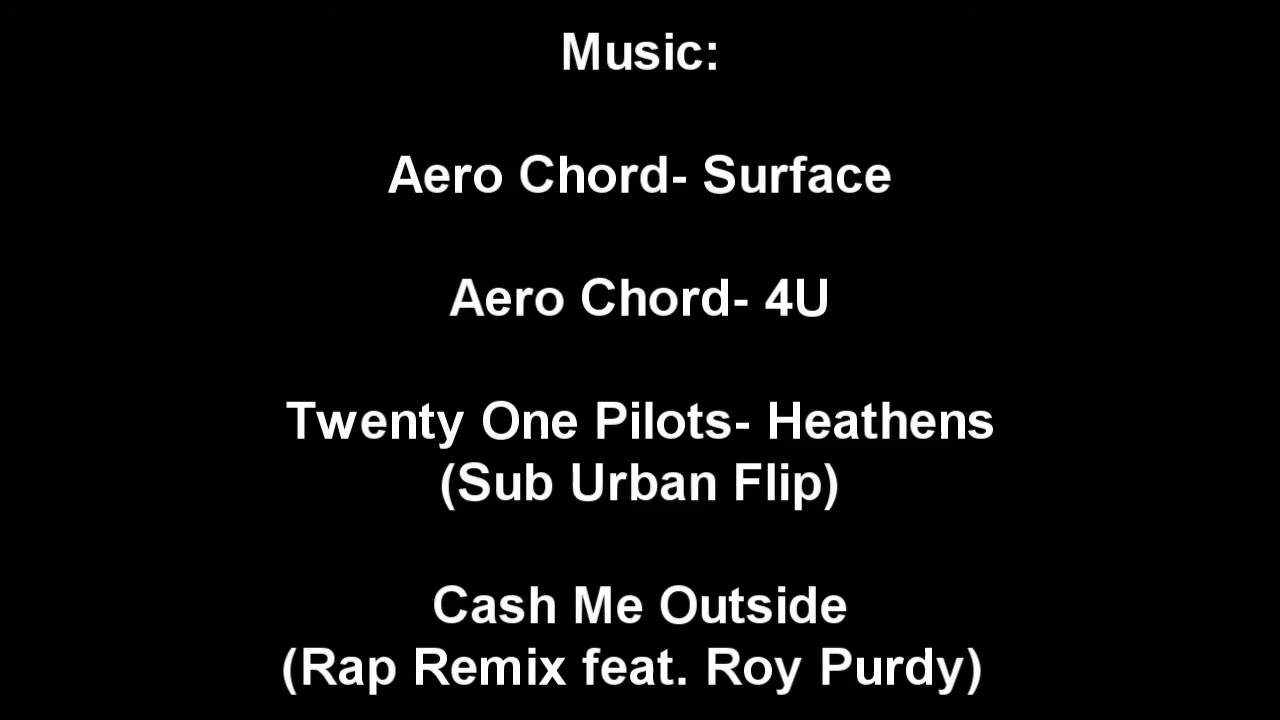 Music:
Aero Chord- Surface
Aero Chord- 4U
Twenty One Pilots- Heathens
(Sub Urban Flip)
Cash Me Outside
(Rap Remix feat. Roy Purdy)